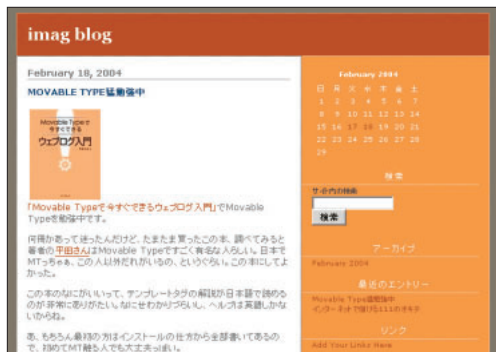 imag blog
February 18, 2004
MOVABLE TYPE猛勉強中
Movable Typeで
今すぐできる
ウェブログ入門
「Movable Typeで今すぐできるウェブログ入門」でMovable
Typeを勉強中です。
何冊かあって迷ったんだけど、たまたま買ったこの本、調べてみると
著者の平田さんはMovable Typeですごく有名な人らしい。日本で
MTっちゃぁ、この人以外だれがいるの、というぐらい。この本にしてよ
かった。
この本のなにがいいって、テンプレートタグの解説が日本語で読める
のが非常にありがたい。なにせわかりづらいし、ヘルプは英語しかな
いからね。
あ、もちろん最初の方はインストールの仕方から全部書いてあるの
で、初めてMT触る人でも大丈夫っぽい。
February 2004
日 月 火 水 木 金 土
1 2 3 4 5 6 7
8 9 10 11 12 13 14
15 16 17 18 19 20 21
22 23 24 25 26 27 28
29
検索
サイト内の検索:
検索
アーカイブ
February 2004
最近のエントリー
Movable Type猛勉強中
リンク
Add Your Links Here